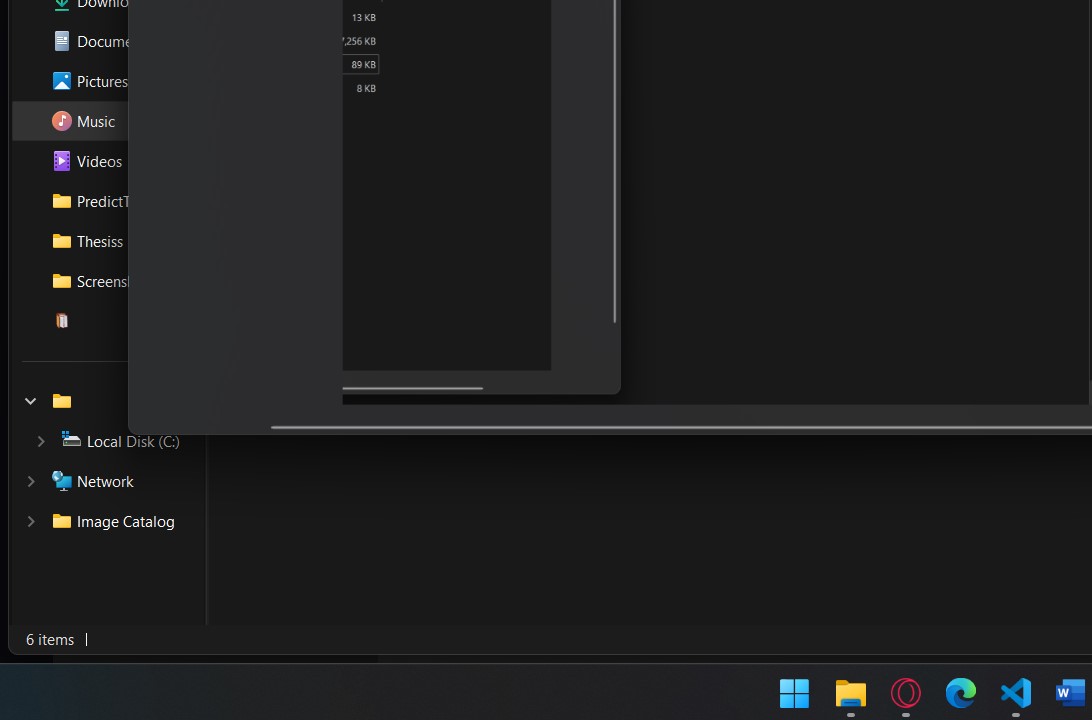 Downlo
Docume
Pictures
Music
Videos
PredictT
Thesiss
Screensh
Local Disk (C:)
Network
Image Catalog
6 items
13 KB
7,256 KB
89 KB
8 KB